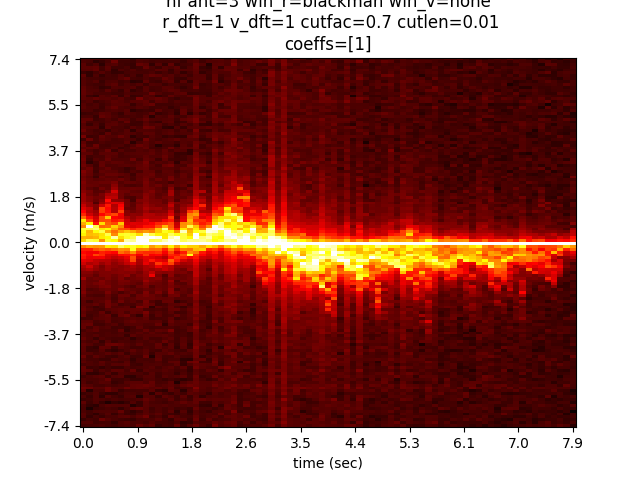 ant=3 win_r=blackman win_v=none
r_dft=1 v_dft=1 cutfac=0.7 cutlen=0.01
coeffs=[1]
7.4
5.5
3.7
1.8
0.0
-1.8
-3.7
-5.5
-7.4
velocity (m/s)
0.0 0.9 1.8 2.6 3.5 4.4 5.3 6.1 7.0 7.9
time (sec)